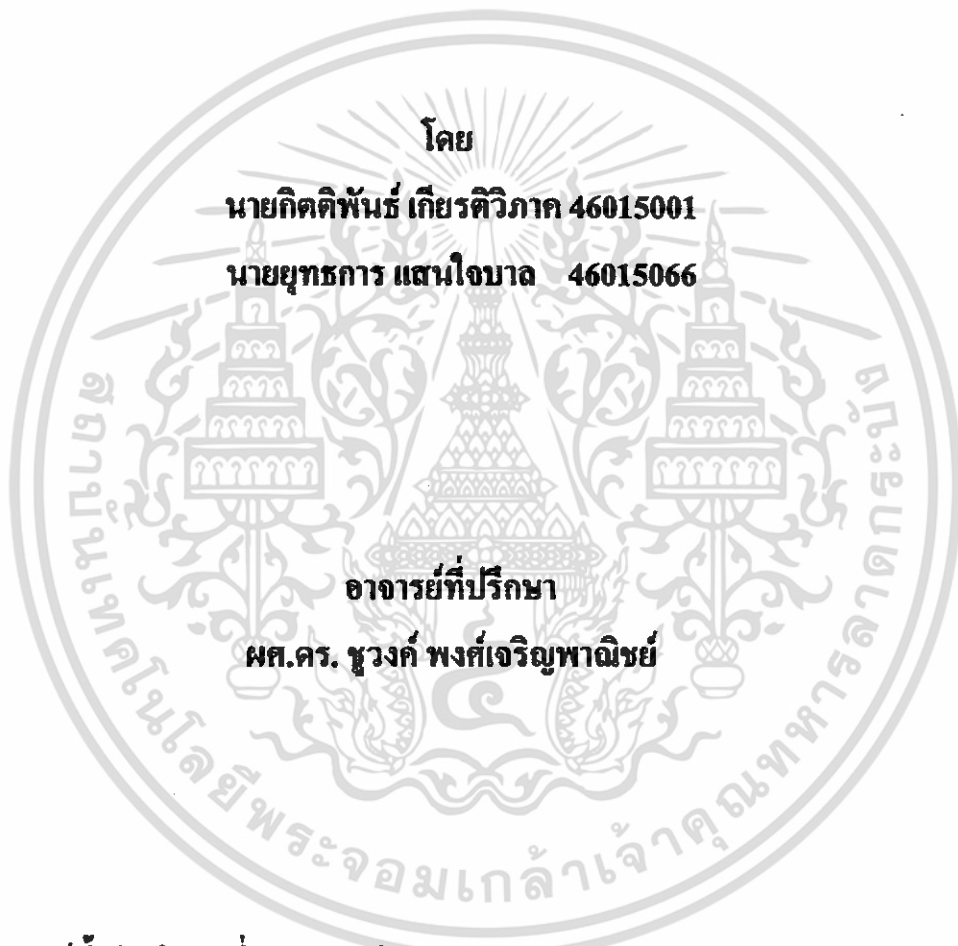 โดย
นายกิตติพันธ์ เกียรติวิภาค 46015001
นายยุทธการ แสนใจบาล 46015066
อาจารย์ที่ปรึกษา
ผศ.ดร. ชูวงค์ พงศ์เจริญพาณิชย์
สถาบันเทคโนโลยีพระจอมเกล้าเจ้าคุณทหารลาดกระบัง